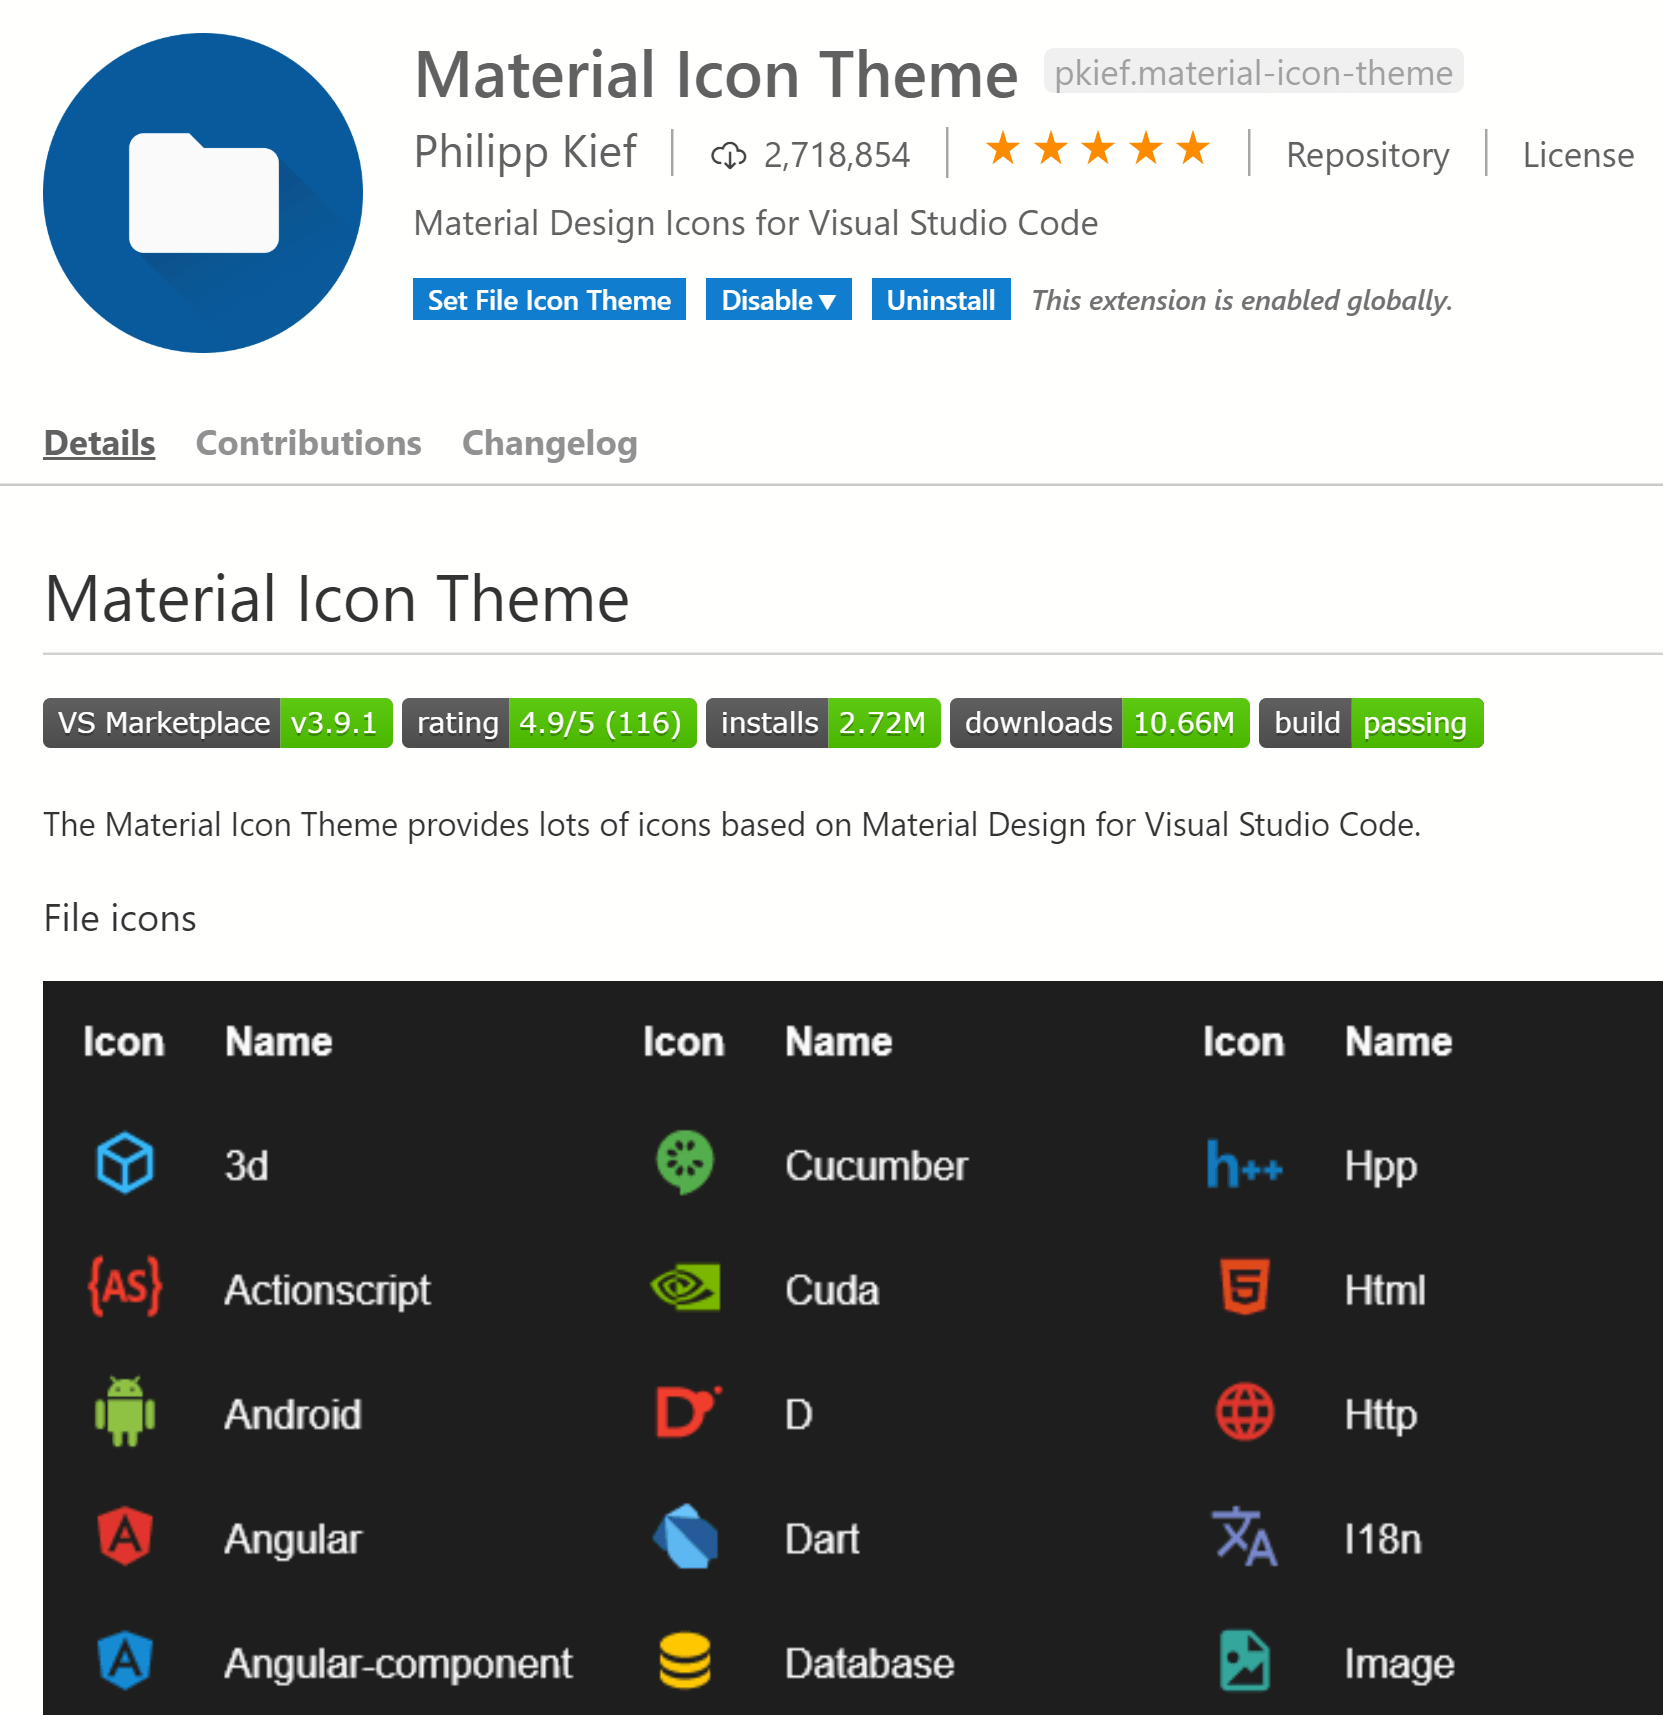 Material Icon Theme pkief.material-icon-theme
Philipp Kief 2,718,854 Repository License
Material Design Icons for Visual Studio Code
Set File Icon Theme Disable Uninstall This extension is enabled globally.
Details Contributions Changelog
Material Icon Theme
VS Marketplace v3.9.1 rating 4.9/5 (116) installs 2.72M downloads 10.66M build passing
The Material Icon Theme provides lots of icons based on Material Design for Visual Studio Code.
File icons
Icon Name Icon Name Icon Name
3d Cucumber h++ Hpp
{AS} Actionscript Cuda 5 Html
Android D D Http
A Angular Dart 文A I18n
A Angular-component Database Image